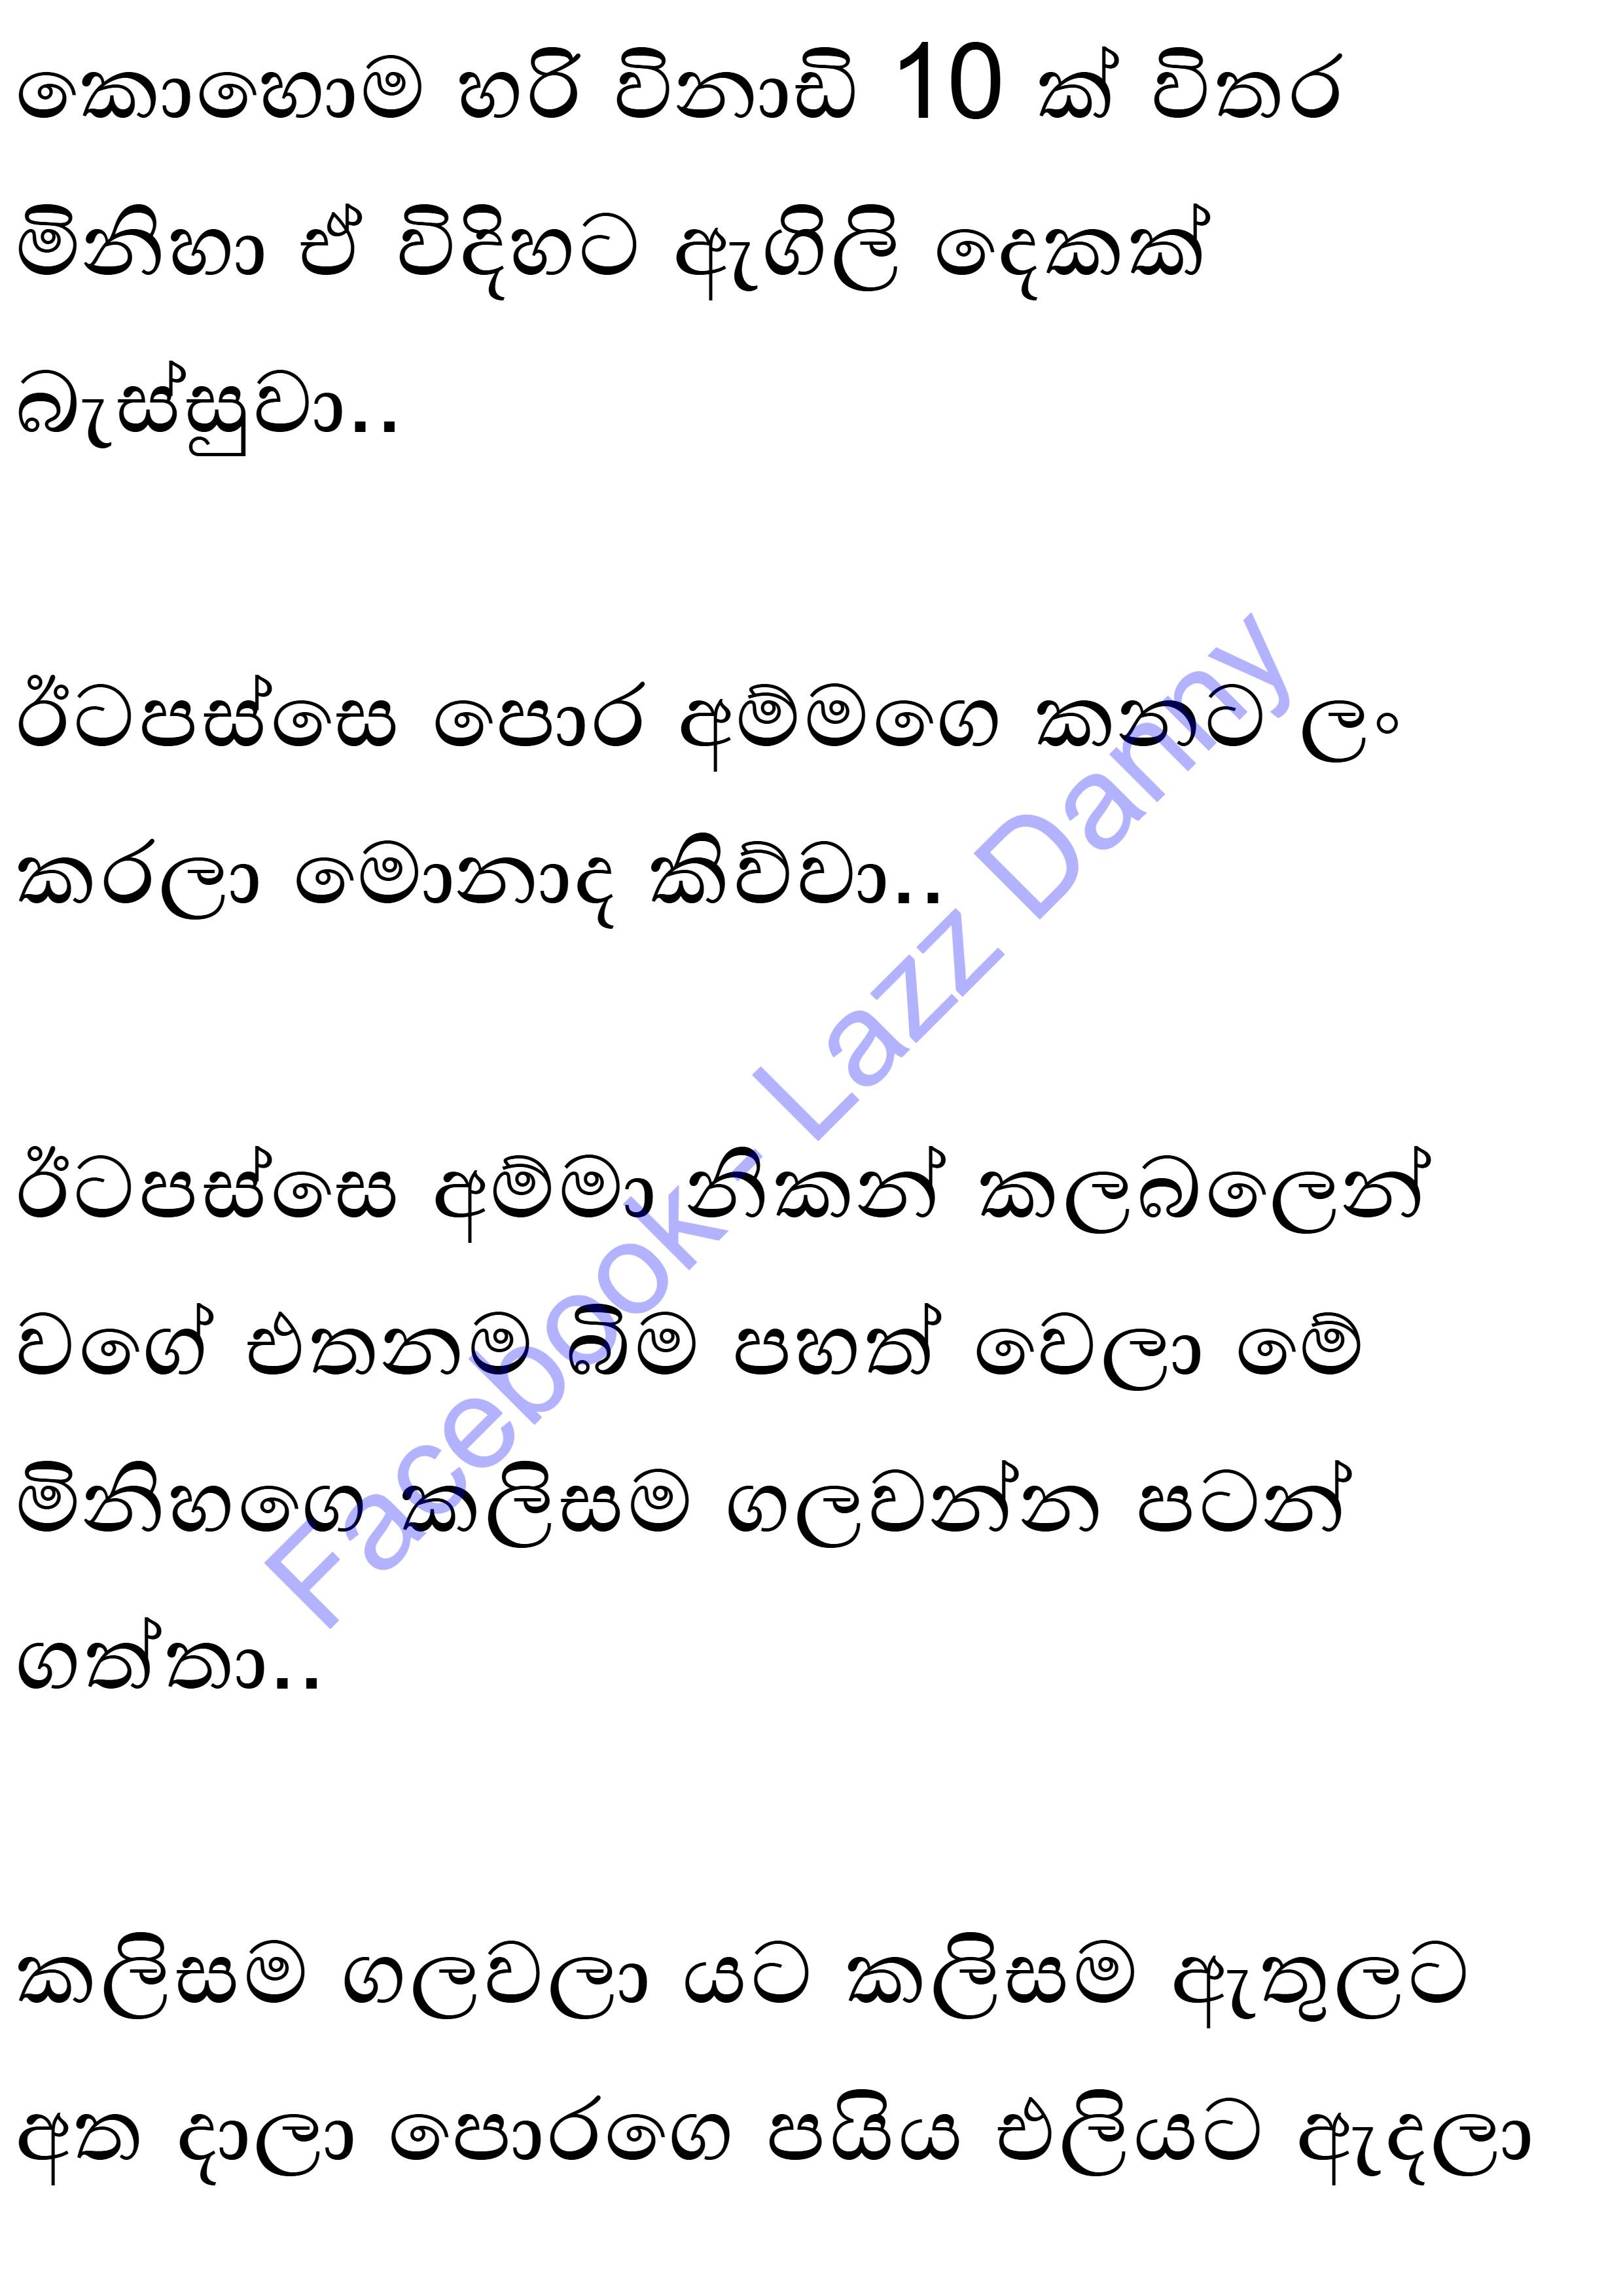 කොහොම හරි විනාඩි 10 ක් විතර
මිනිහා ඒ විදිහට ඇගිලි දෙකක්
බැස්සුවා..
ඊටපස්සෙ පොර අම්මගෙ කනට ලං
කරලා මොනාද කිව්වා..
ඊටපස්සෙ අම්මා නිකන් කලබලෙන්
වගේ එතනම බිම පහත් වෙලා මේ
මිනිහගෙ කලිසම ගලවන්න පටන්
ගත්තා..
කලිසම ගලවලා යට කලිසම ඇතුලට
අත දාලා පොරගෙ පයිය එලියට ඇදලා
Facebook - Lazz Danny